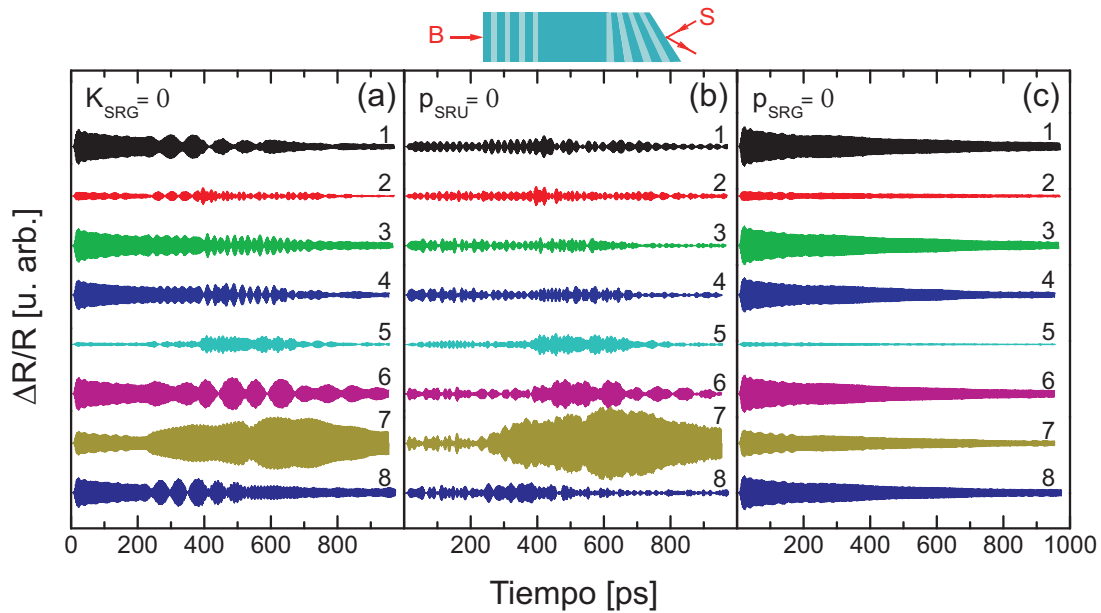 B S
K_SRG = 0 (a) p_SRU = 0 (b) p_SRG = 0 (c)
1 1 1
2 2 2
3 3 3
4 4 4
5 5 5
6 6 6
7 7 7
8 8 8
ΔR/R [u. arb.]
0 200 400 600 800 200 400 600 800 200 400 600 800 1000
Tiempo [ps]